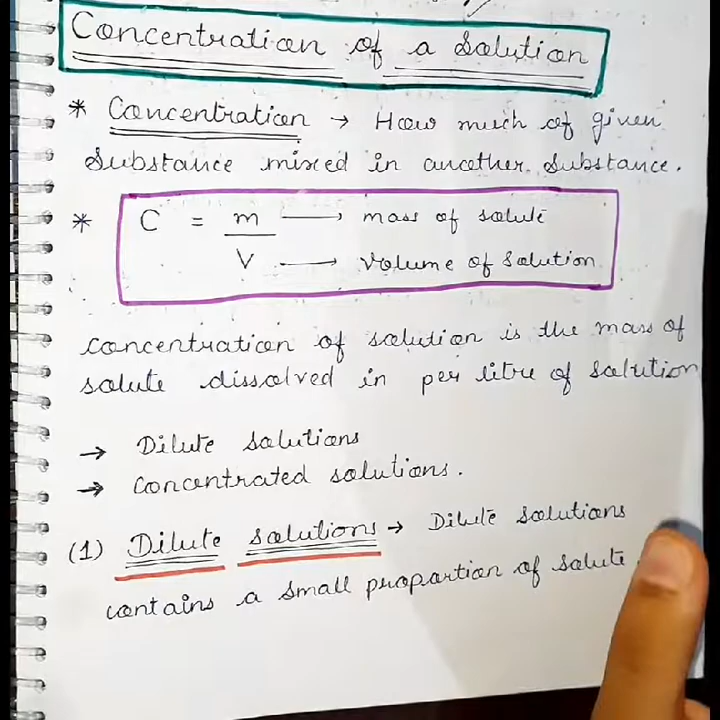 Concentration of a solution
* Concentration → How much of given
substance mixed in another substance.
* C = m → mass of solute
V → Volume of solution
concentration of solution is the mass of
solute dissolved in per litre of solution
→ Dilute solutions
→ Concentrated solutions.
(1) Dilute solutions → Dilute solutions
contains a small proportion of solute